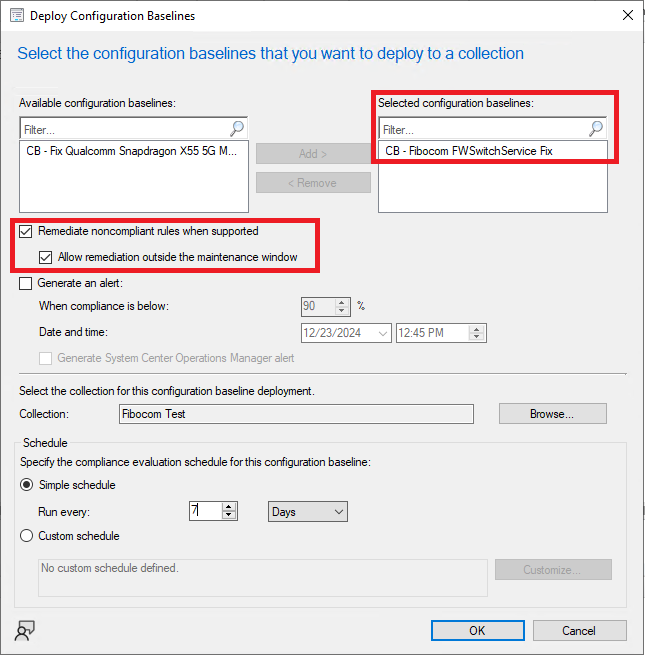 Deploy Configuration Baselines
Select the configuration baselines that you want to deploy to a collection
Available configuration baselines:
Selected configuration baselines:
Filter...
Filter...
CB - Fix Qualcomm Snapdragon X55 5G M...
CB - Fibocom FWSwitchService Fix
Add >
< Remove
Remediate noncompliant rules when supported
Allow remediation outside the maintenance window
Generate an alert:
When compliance is below:
90
%
Date and time:
12/23/2024
12:45 PM
Generate System Center Operations Manager alert
Select the collection for this configuration baseline deployment.
Collection:
Fibocom Test
Browse...
Schedule
Specify the compliance evaluation schedule for this configuration baseline:
Simple schedule
Run every:
7
Days
Custom schedule
No custom schedule defined.
Customize...
OK
Cancel